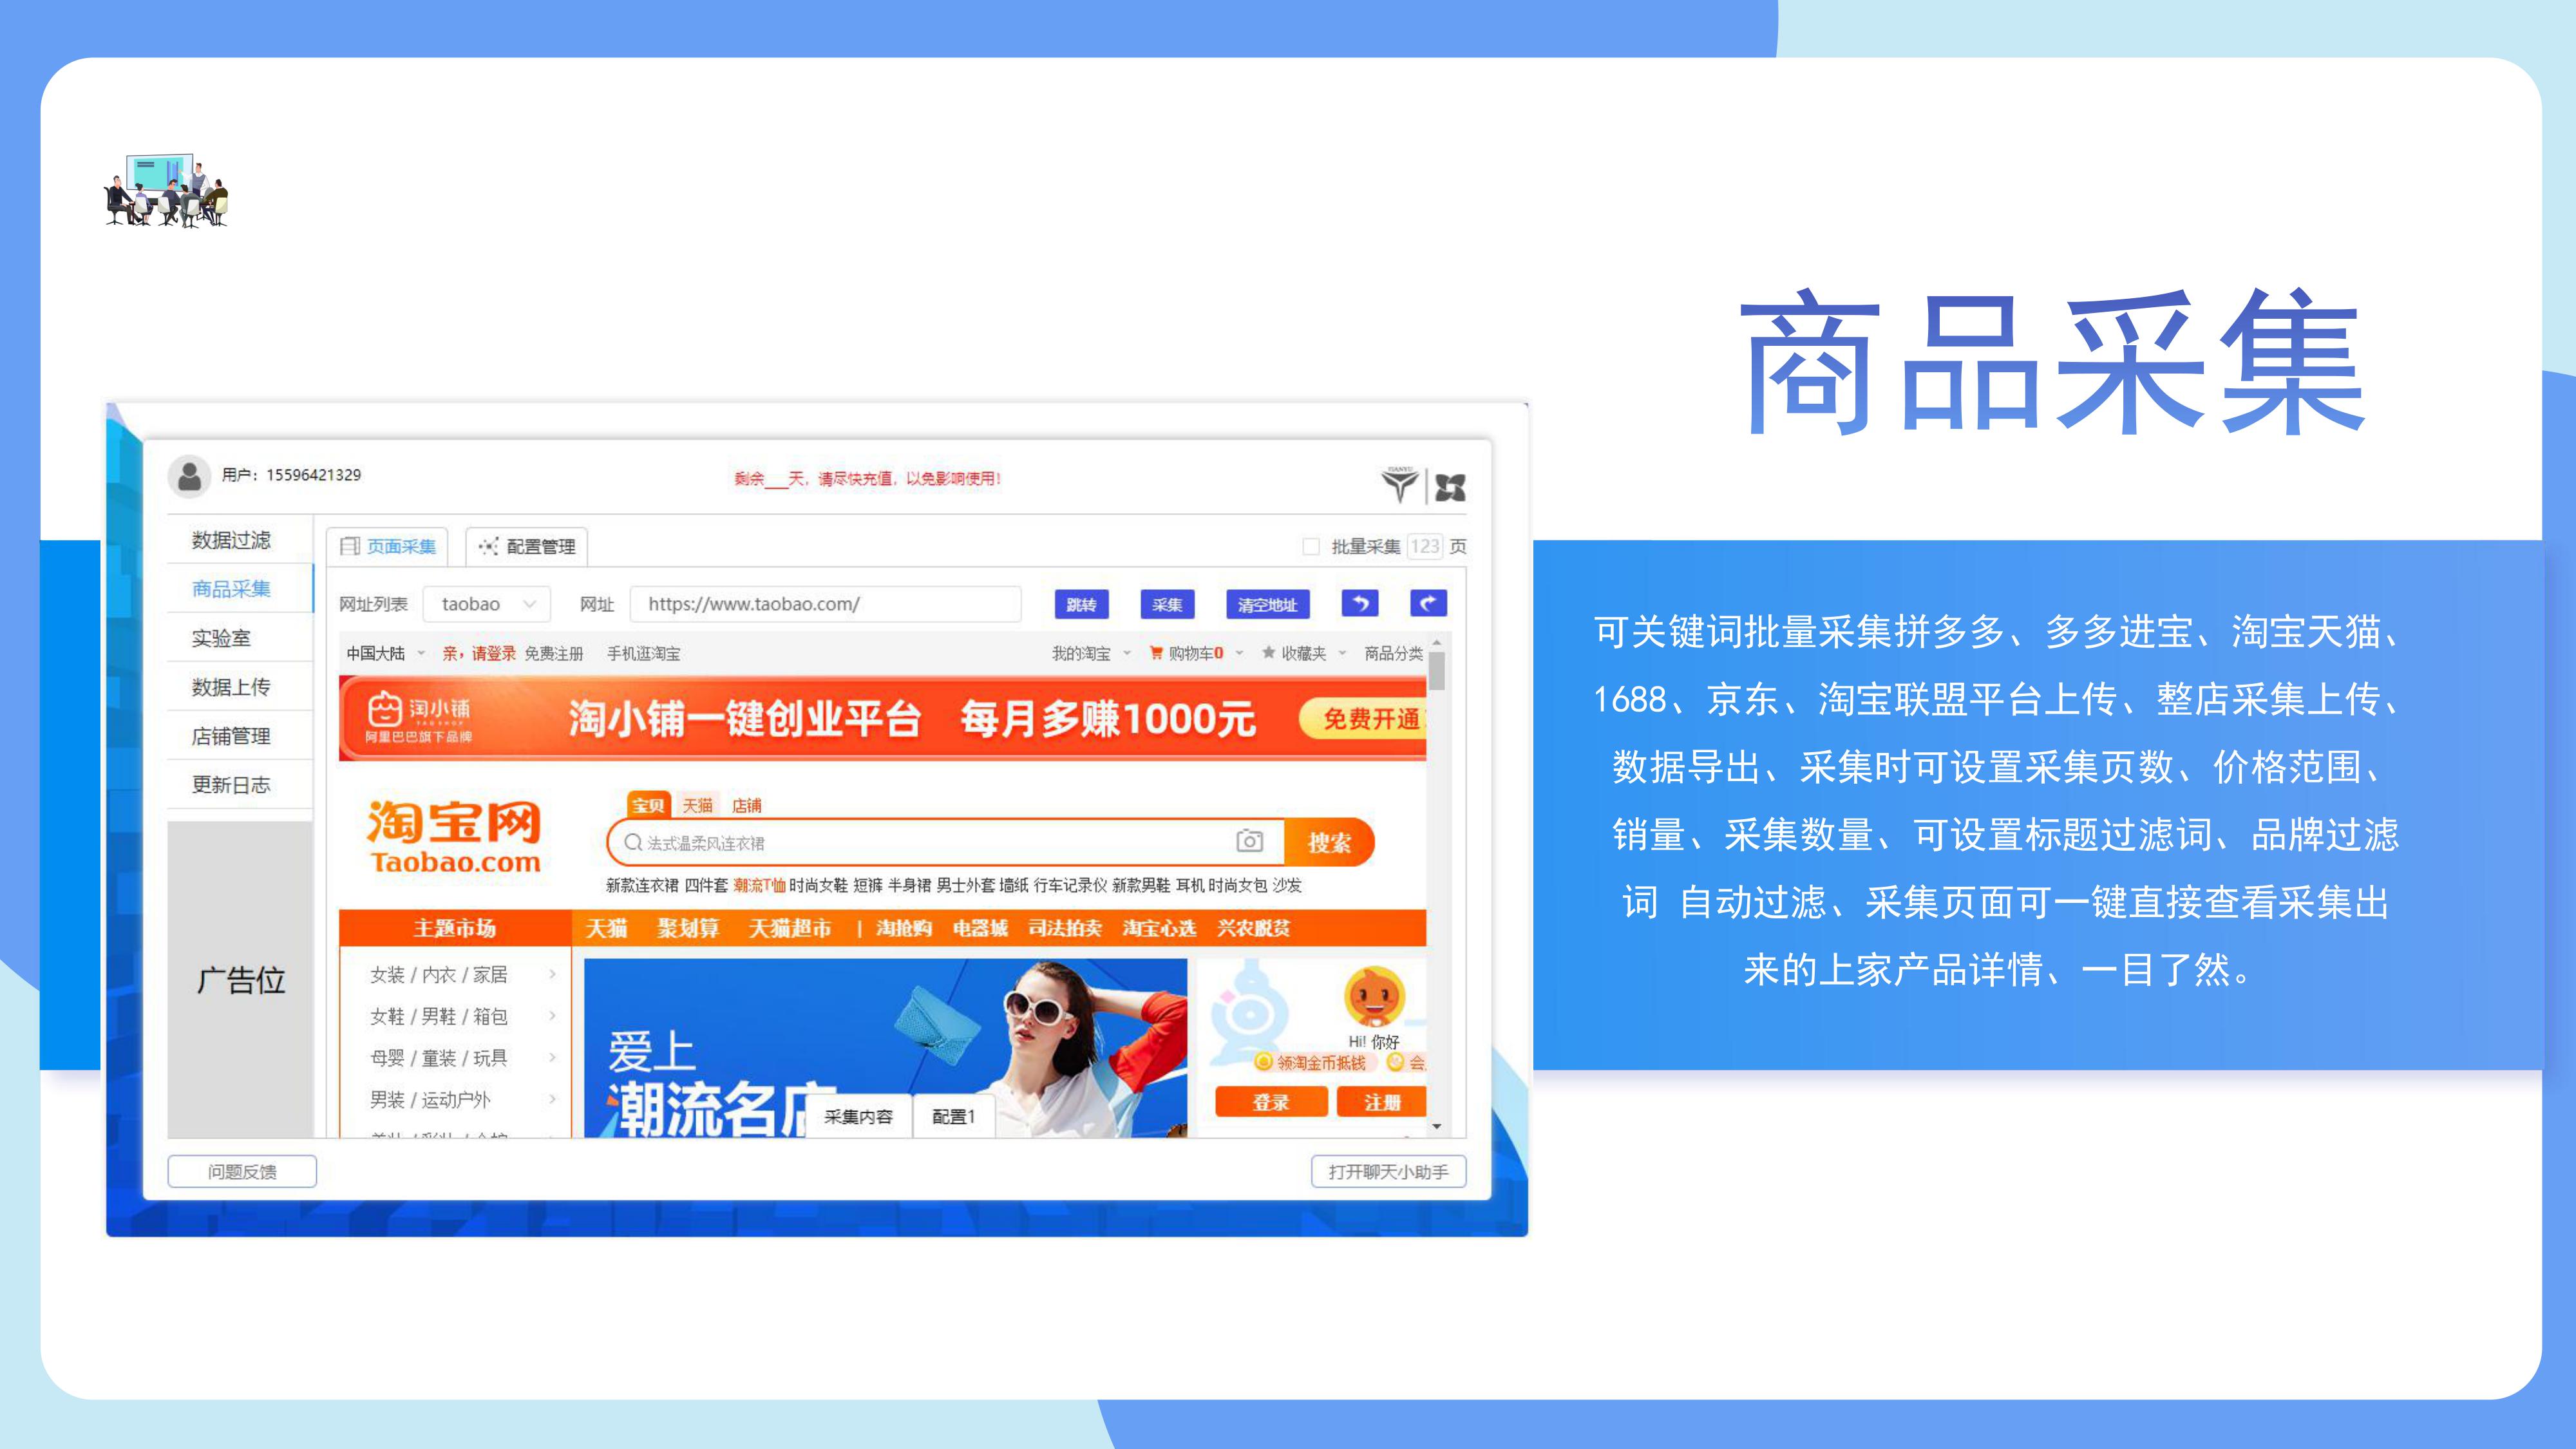 商品采集
可关键词批量采集拼多多、多多进宝、淘宝天猫、
1688、京东、淘宝联盟平台上传、整店采集上传、
数据导出、采集时可设置采集页数、价格范围、
销量、采集数量、可设置标题过滤词、品牌过滤
词 自动过滤、采集页面可一键直接查看采集出
来的上家产品详情、一目了然。
用户：15596421329
剩余___天，请尽快充值，以免影响使用！
TIANYU
数据过滤
商品采集
实验室
数据上传
店铺管理
更新日志
广告位
页面采集 配置管理
批量采集 123 页
网址列表 taobao 网址 https://www.taobao.com/ 跳转 采集 清空地址
中国大陆 亲，请登录 免费注册 手机逛淘宝 我的淘宝 购物车0 收藏夹 商品分类
淘小铺
阿里巴巴旗下品牌
淘小铺一键创业平台 每月多赚1000元 免费开通
淘宝网
Taobao.com
宝贝 天猫 店铺
法式温柔风连衣裙 搜索
新款连衣裙 四件套 潮流T恤 时尚女鞋 短裤 半身裙 男士外套 墙纸 行车记录仪 新款男鞋 耳机 时尚女包 沙发
主题市场 天猫 聚划算 天猫超市 | 淘抢购 电器城 司法拍卖 淘宝心选 兴农脱贫
女装 / 内衣 / 家居
女鞋 / 男鞋 / 箱包
母婴 / 童装 / 玩具
男装 / 运动户外
爱上
潮流名店
采集内容 配置1
Hi! 你好
领淘金币抵钱 会
登录 注册
问题反馈 打开聊天小助手